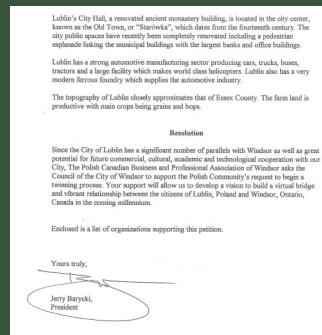 Lublin's City Hall, a renovated ancient monastery building, is located in the city center,
known as the Old Town, or "Starówka", which dates from the fourteenth century. The
city public spaces have recently been completely renovated including a pedestrian
esplanade linking the municipal buildings with the largest banks and office buildings.
Lublin has a strong automotive manufacturing sector producing cars, trucks, buses,
tractors and a large facility which makes world class helicopters. Lublin also has a very
modern ferrous foundry which supplies the automotive industry.
The topography of Lublin closely approximates that of Essex County. The farm land is
productive with main crops being grains and hops.
Resolution
Since the City of Lublin has a significant number of parallels with Windsor as well as great
potential for future commercial, cultural, academic and technological cooperation with our
City, The Polish Canadian Business and Professional Association of Windsor asks the
Council of the City of Windsor to support the Polish Community's request to begin a
twinning process. Your support will allow us to develop a vision to build a virtual bridge
and vibrant relationship between the citizens of Lublin, Poland and Windsor, Ontario,
Canada in the coming millennium.
Enclosed is a list of organizations supporting this petition.
Yours truly,
Jerry Barycki,
President